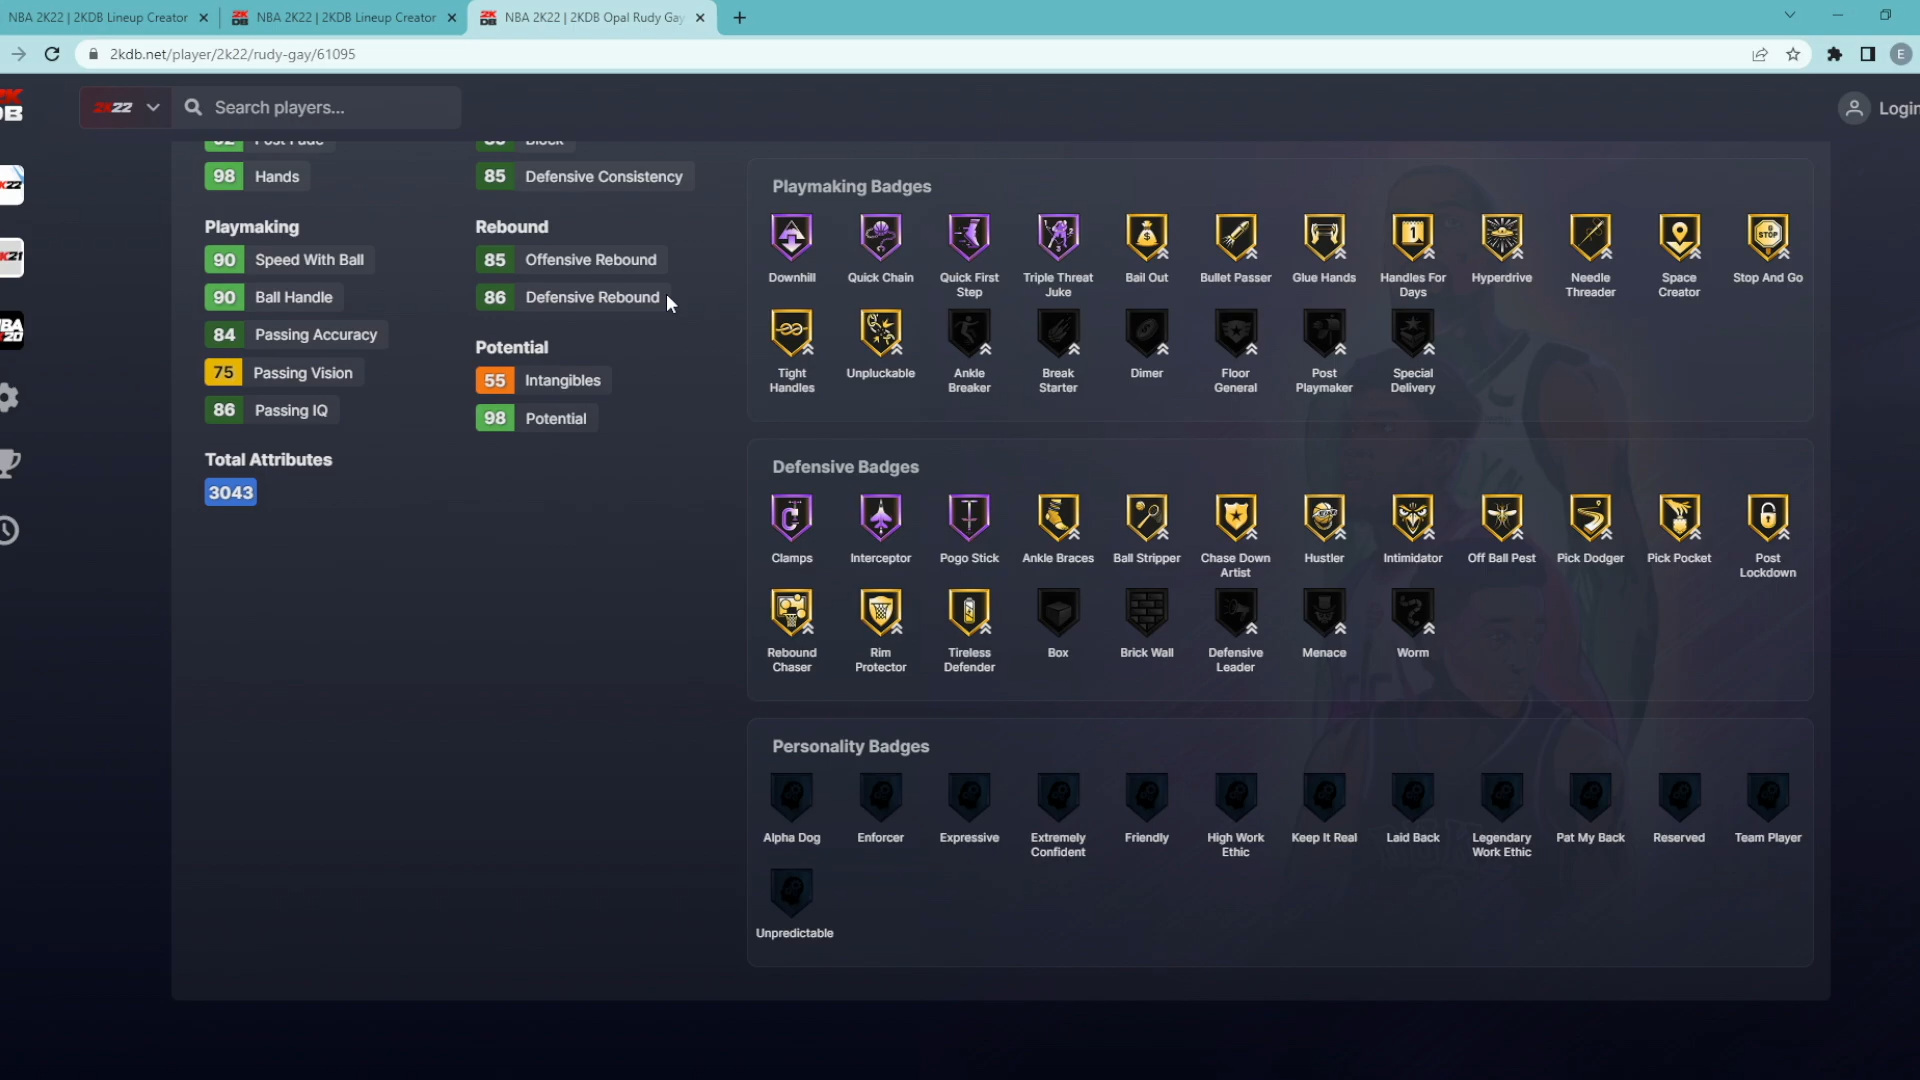 NBA 2K22 | 2KDB Lineup Creator
NBA 2K22 | 2KDB Lineup Creator
NBA 2K22 | 2KDB Opal Rudy Gay
2kdb.net/player/2k22/rudy-gay/61095
E
2K
DB
2K22
Search players...
Login
Post Fade
Block
98 Hands
85 Defensive Consistency
Playmaking
90 Speed With Ball
90 Ball Handle
84 Passing Accuracy
75 Passing Vision
86 Passing IQ
Total Attributes
3043
Rebound
85 Offensive Rebound
86 Defensive Rebound
Potential
55 Intangibles
98 Potential
Playmaking Badges
Downhill
Quick Chain
Quick First
Step
Triple Threat
Juke
Bail Out
Bullet Passer
Glue Hands
Handles For
Days
Hyperdrive
Needle
Threader
Space
Creator
Stop And Go
Tight
Handles
Unpluckable
Ankle
Breaker
Break
Starter
Dimer
Floor
General
Post
Playmaker
Special
Delivery
Defensive Badges
Clamps
Interceptor
Pogo Stick
Ankle Braces
Ball Stripper
Chase Down
Artist
Hustler
Intimidator
Off Ball Pest
Pick Dodger
Pick Pocket
Post
Lockdown
Rebound
Chaser
Rim
Protector
Tireless
Defender
Box
Brick Wall
Defensive
Leader
Menace
Worm
Personality Badges
Alpha Dog
Enforcer
Expressive
Extremely
Confident
Friendly
High Work
Ethic
Keep It Real
Laid Back
Legendary
Work Ethic
Pat My Back
Reserved
Team Player
Unpredictable